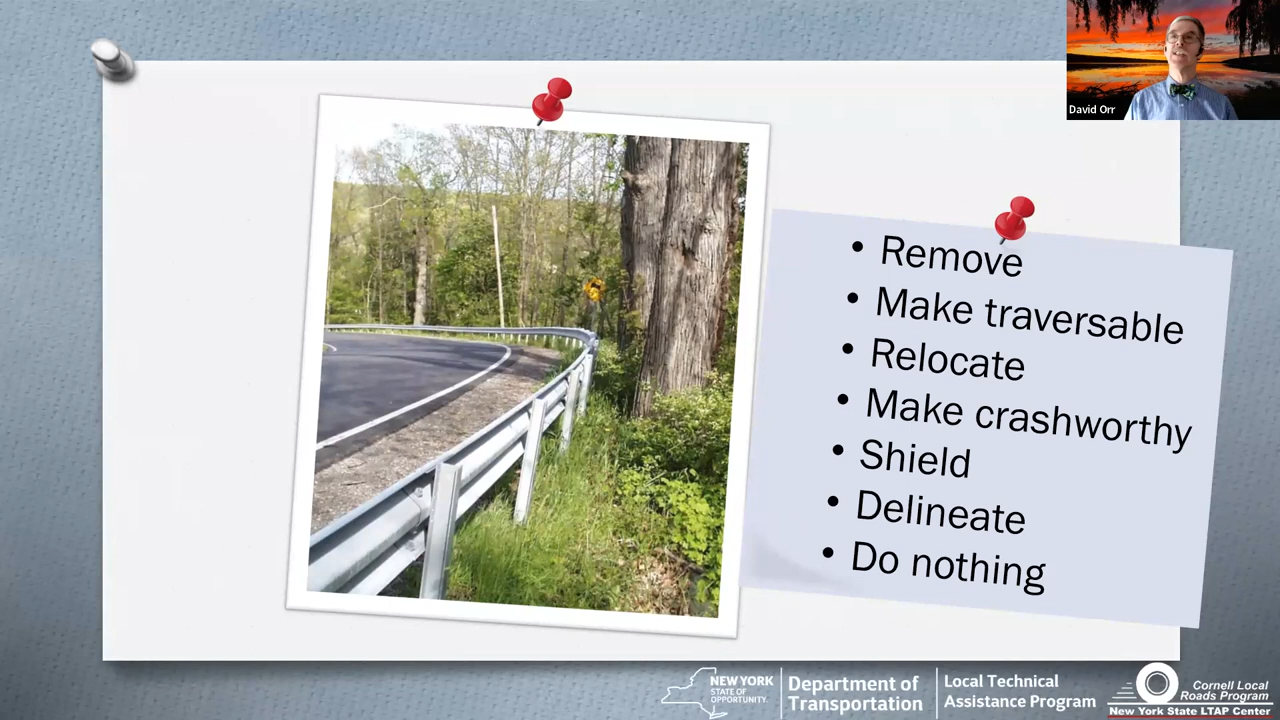 David Orr
• Remove
• Make traversable
• Relocate
• Make crashworthy
• Shield
• Delineate
• Do nothing
NEW YORK
STATE OF
OPPORTUNITY.
Department of
Transportation
Local Technical
Assistance Program
Cornell Local
Roads Program
New York State LTAP Center